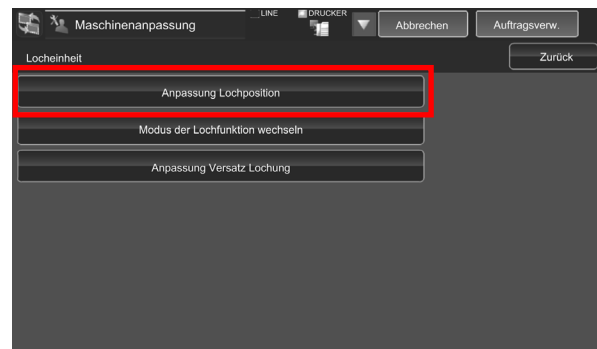 Maschinenanpassung
LINE
DRUCKER
Abbrechen
Auftragsverw.
Locheinheit
Zurück
Anpassung Lochposition
Modus der Lochfunktion wechseln
Anpassung Versatz Lochung